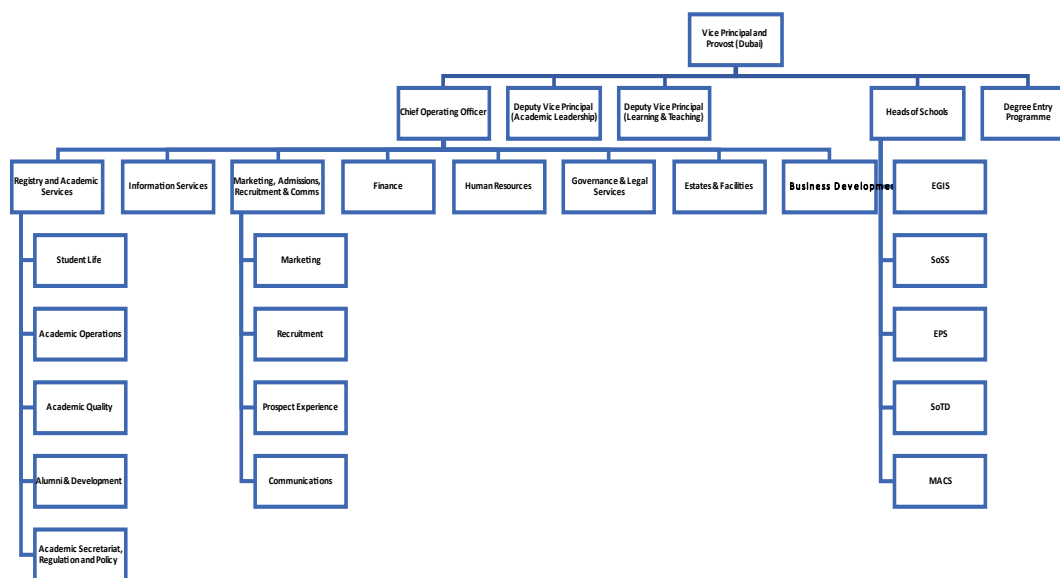 Vice Principal and
Provost (Dubai)
Chief Operating Officer
Deputy Vice Principal
(Academic Leadership)
Deputy Vice Principal
(Learning & Teaching)
Heads of Schools
Degree Entry
Programme
Registry and Academic
Services
Information Services
Marketing, Admissions,
Recruitment & Comms
Finance
Human Resources
Governance & Legal
Services
Estates & Facilities
Business Developme
EGIS
Student Life
Marketing
SoSS
Academic Operations
Recruitment
EPS
Academic Quality
Prospect Experience
SoTD
Alumni & Development
Communications
MACS
Academic Secretariat,
Regulation and Policy